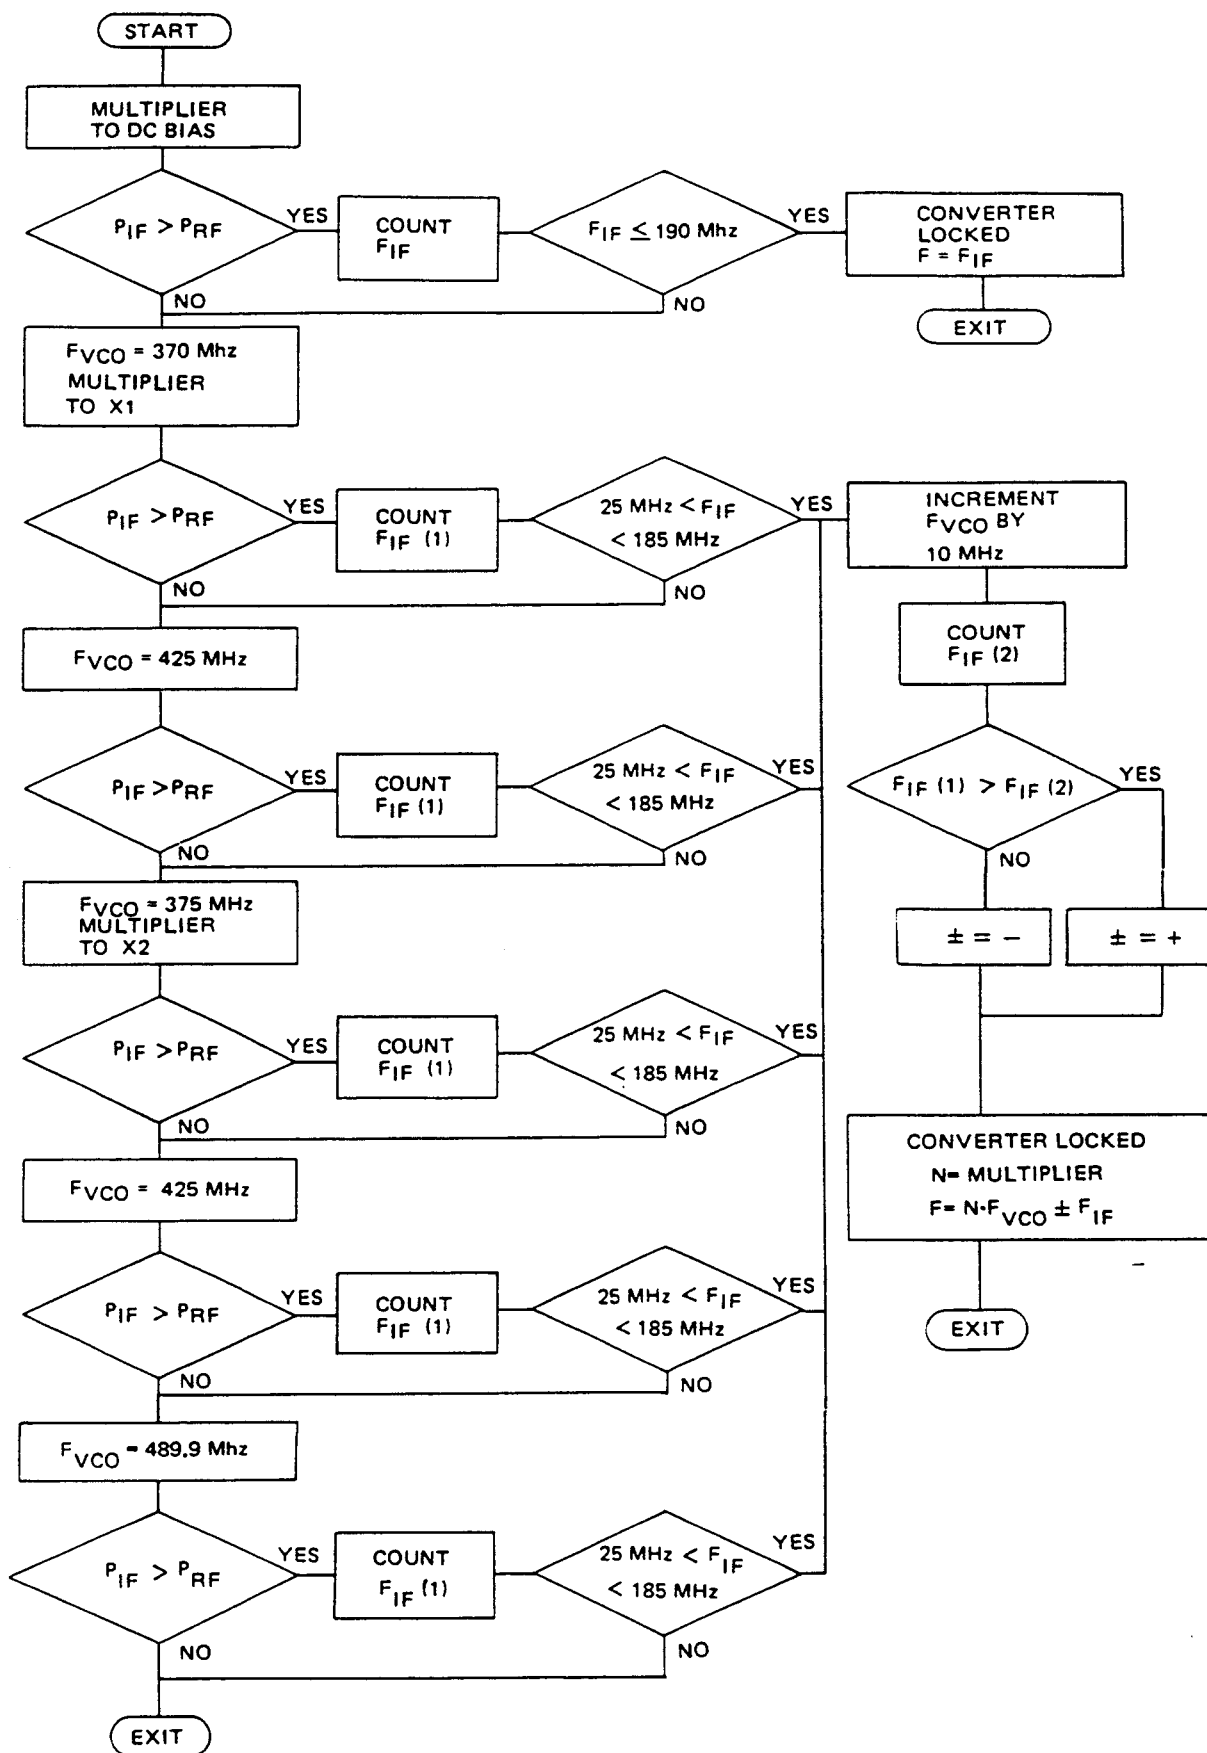 START
MULTIPLIER
TO DC BIAS
PIF > PRF
YES
COUNT
FIF
FIF ≤ 190 Mhz
YES
CONVERTER
LOCKED
F = FIF
NO
NO
EXIT
FVCO = 370 Mhz
MULTIPLIER
TO X1
PIF > PRF
YES
COUNT
FIF (1)
25 MHz < FIF
< 185 MHz
YES
INCREMENT
FVCO BY
10 MHz
NO
NO
FVCO = 425 MHz
COUNT
FIF (2)
PIF > PRF
YES
COUNT
FIF (1)
25 MHz < FIF
< 185 MHz
YES
FIF (1) > FIF (2)
YES
NO
NO
NO
FVCO = 375 MHz
MULTIPLIER
TO X2
± = −
± = +
PIF > PRF
YES
COUNT
FIF (1)
25 MHz < FIF
< 185 MHz
YES
NO
NO
FVCO = 425 MHz
CONVERTER LOCKED
N= MULTIPLIER
F= N·FVCO ± FIF
PIF > PRF
YES
COUNT
FIF (1)
25 MHz < FIF
< 185 MHz
YES
EXIT
NO
NO
FVCO = 489.9 Mhz
PIF > PRF
YES
COUNT
FIF (1)
25 MHz < FIF
< 185 MHz
YES
NO
NO
EXIT